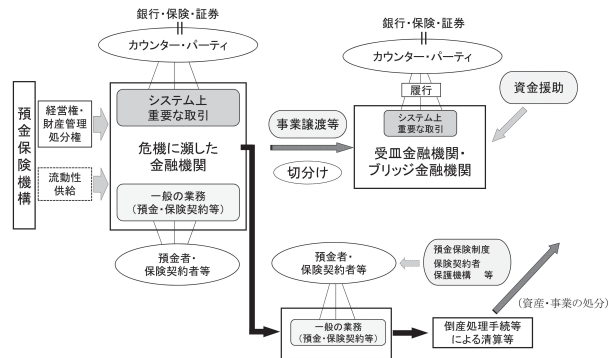 銀行・保険・証券
カウンター・パーティ
預金保険機構
経営権・
財産管理
処分権
流動性
供給
システム上
重要な取引
危機に瀕した
金融機関
一般の業務
(預金・保険契約等)
預金者・
保険契約者等
事業譲渡等
切分け
銀行・保険・証券
カウンター・パーティ
履行
システム上
重要な取引
受皿金融機関・
ブリッジ金融機関
資金援助
預金者・
保険契約者等
預金保険制度
保険契約者
保護機構 等
一般の業務
(預金・保険契約等)
倒産処理手続等
による清算等
(資産・事業の処分)